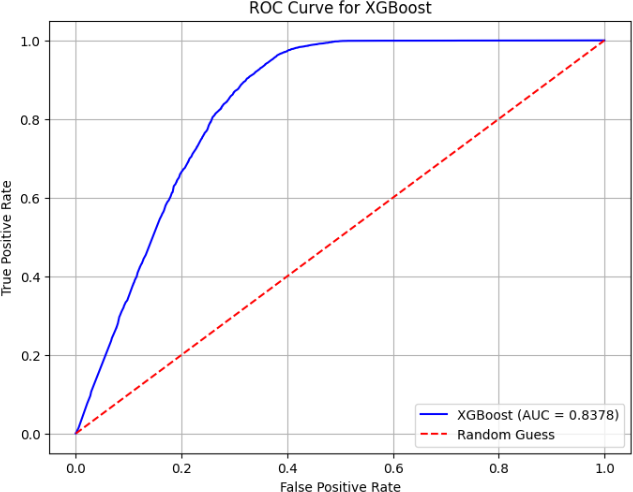 ROC Curve for XGBoost
True Positive Rate
1.0
0.8
0.6
0.4
0.2
0.0
XGBoost (AUC = 0.8378)
Random Guess
0.0 0.2 0.4 0.6 0.8 1.0
False Positive Rate